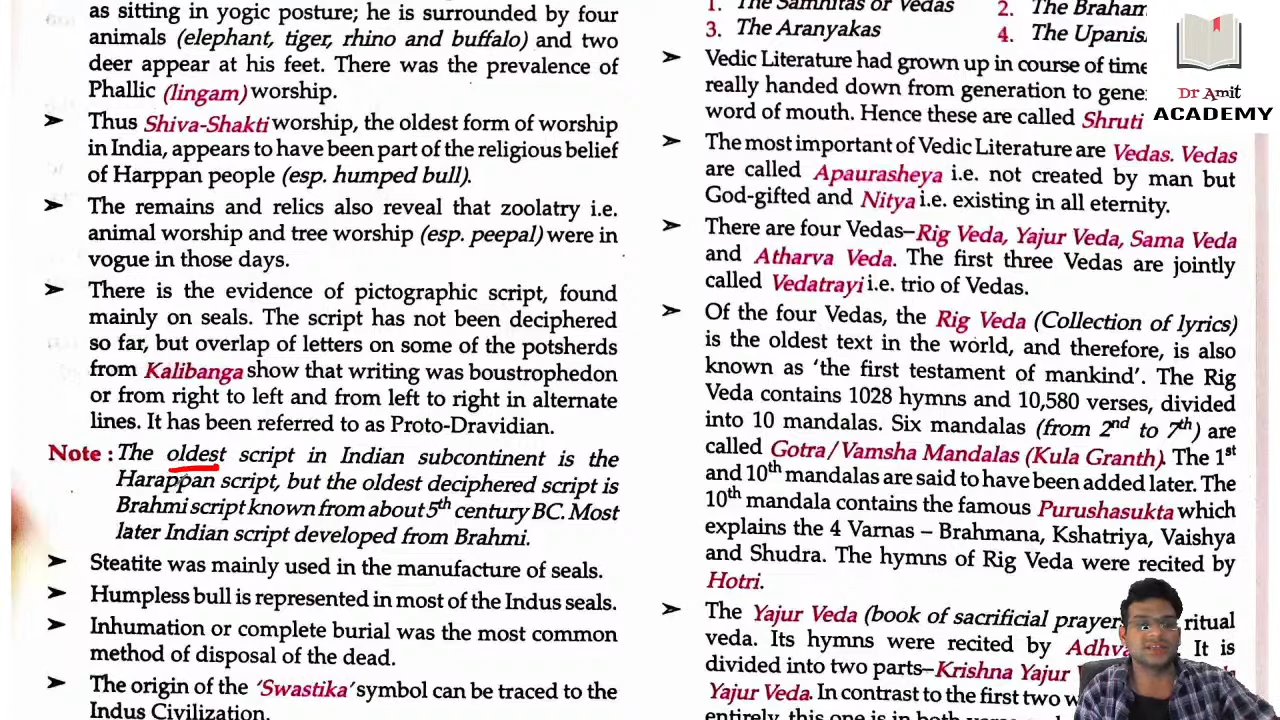 as sitting in yogic posture; he is surrounded by four
animals (elephant, tiger, rhino and buffalo) and two
deer appear at his feet. There was the prevalence of
Phallic (lingam) worship.
➤ Thus Shiva-Shakti worship, the oldest form of worship
in India, appears to have been part of the religious belief
of Harppan people (esp. humped bull).
➤ The remains and relics also reveal that zoolatry i.e.
animal worship and tree worship (esp. peepal) were in
vogue in those days.
➤ There is the evidence of pictographic script, found
mainly on seals. The script has not been deciphered
so far, but overlap of letters on some of the potsherds
from Kalibanga show that writing was boustrophedon
or from right to left and from left to right in alternate
lines. It has been referred to as Proto-Dravidian.
Note : The oldest script in Indian subcontinent is the
Harappan script, but the oldest deciphered script is
Brahmi script known from about 5th century BC. Most
later Indian script developed from Brahmi.
➤ Steatite was mainly used in the manufacture of seals.
➤ Humpless bull is represented in most of the Indus seals.
➤ Inhumation or complete burial was the most common
method of disposal of the dead.
➤ The origin of the 'Swastika' symbol can be traced to the
Indus Civilization.
1. The Samhitas or Vedas 2. The Braham
3. The Aranyakas 4. The Upanis
➤ Vedic Literature had grown up in course of time
really handed down from generation to gene
word of mouth. Hence these are called Shruti
➤ The most important of Vedic Literature are Vedas. Vedas
are called Apaurasheya i.e. not created by man but
God-gifted and Nitya i.e. existing in all eternity.
➤ There are four Vedas–Rig Veda, Yajur Veda, Sama Veda
and Atharva Veda. The first three Vedas are jointly
called Vedatrayi i.e. trio of Vedas.
➤ Of the four Vedas, the Rig Veda (Collection of lyrics)
is the oldest text in the world, and therefore, is also
known as 'the first testament of mankind'. The Rig
Veda contains 1028 hymns and 10,580 verses, divided
into 10 mandalas. Six mandalas (from 2nd to 7th) are
called Gotra/Vamsha Mandalas (Kula Granth). The 1st
and 10th mandalas are said to have been added later. The
10th mandala contains the famous Purushasukta which
explains the 4 Varnas – Brahmana, Kshatriya, Vaishya
and Shudra. The hymns of Rig Veda were recited by
Hotri.
➤ The Yajur Veda (book of sacrificial prayer ritual
veda. Its hymns were recited by Adhva It is
divided into two parts–Krishna Yajur
Yajur Veda. In contrast to the first two w
entirely, this one is in both
Dr Amit
ACADEMY